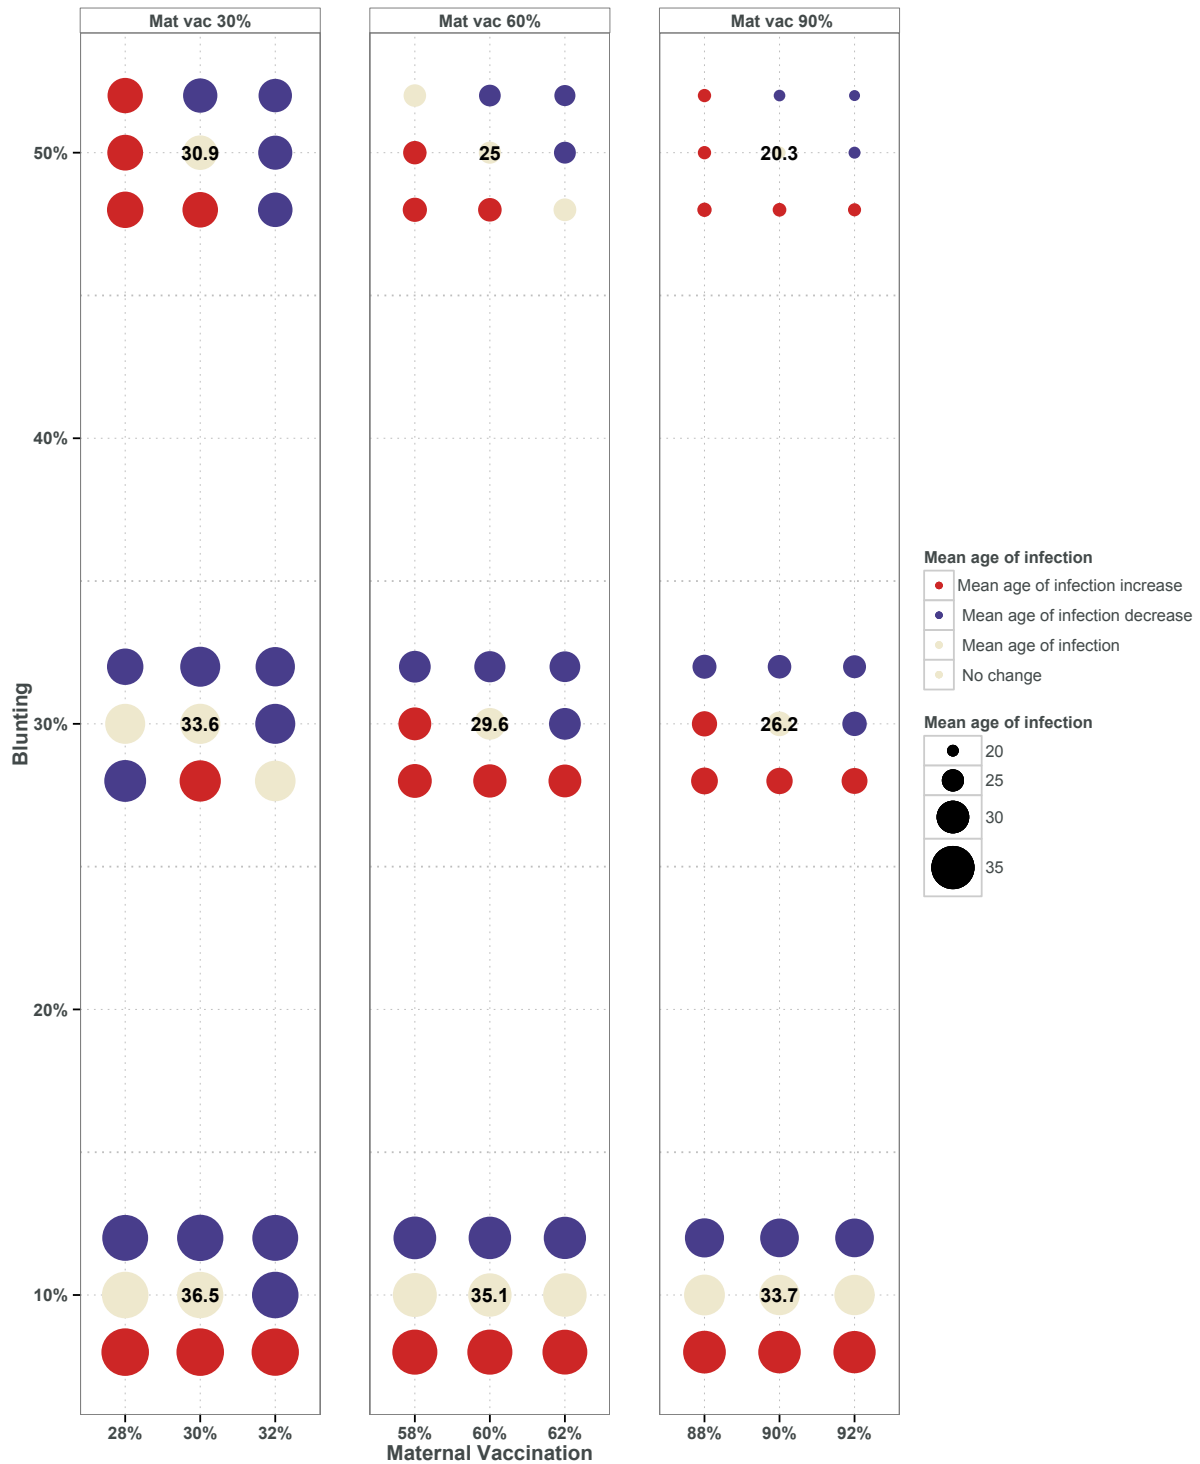 Mat vac 30% Mat vac 60% Mat vac 90%
50% 30.9 25 20.3
40%
Mean age of infection
Mean age of infection increase
Mean age of infection decrease
Mean age of infection
No change
Blunting
30% 33.6 29.6 26.2
Mean age of infection
20
25
30
35
20%
10% 36.5 35.1 33.7
28% 30% 32% 58% 60% 62% 88% 90% 92%
Maternal Vaccination